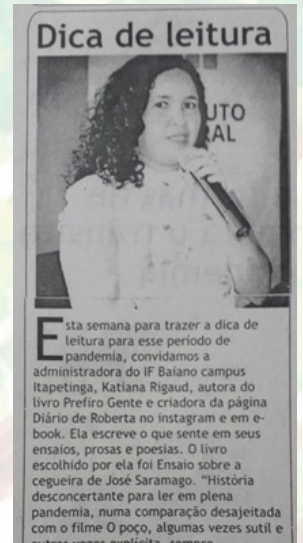 Dica de leitura
UTO
RAL
Esta semana para trazer a dica de
leitura para esse período de
pandemia, convidamos a
administradora do IF Baiano campus
Itapetinga, Katiana Rigaud, autora do
livro Prefiro Gente e criadora da página
Diário de Roberta no instagram e em e-
book. Ela escreve o que sente em seus
ensaios, prosas e poesias. O livro
escolhido por ela foi Ensaio sobre a
cegueira de José Saramago. “História
desconcertante para ler em plena
pandemia, numa comparação desajeitada
com o filme O poço, algumas vezes sutil e
outras vezes explícita, sempre